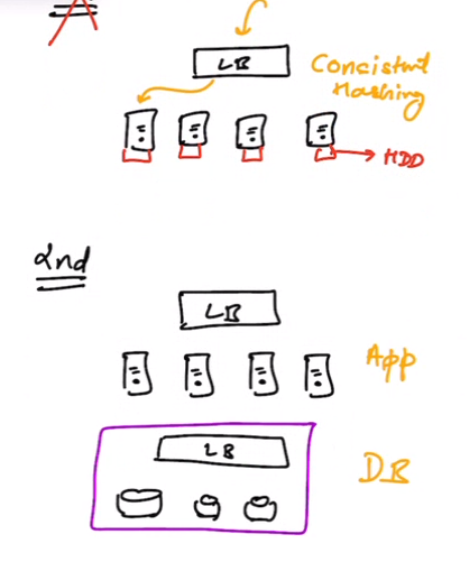 LB
Concistent
Hashing
HDD
2nd
LB
App
LB
DB